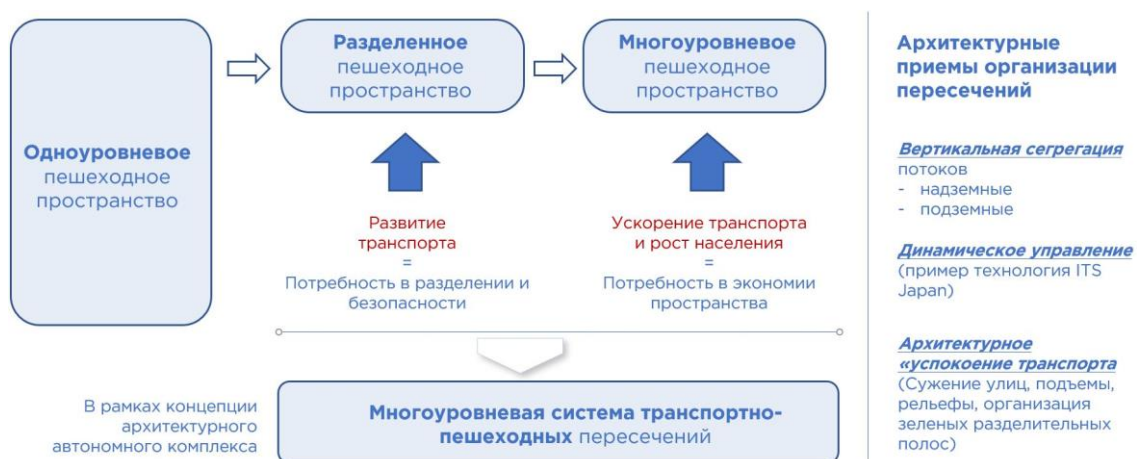 Одноуровневое
пешеходное
пространство
Разделенное
пешеходное
пространство
Многоуровневое
пешеходное
пространство
Развитие
транспорта
=
Потребность в разделении и
безопасности
Ускорение транспорта
и рост населения
=
Потребность в экономии
пространства
В рамках концепции
архитектурного
автономного комплекса
Многоуровневая система транспортно-
пешеходных пересечений
Архитектурные
приемы организации
пересечений
Вертикальная сегрегация
потоков
- надземные
- подземные
Динамическое управление
(пример технология ITS
Japan)
Архитектурное
«успокоение транспорта
(Сужение улиц, подъемы,
рельефы, организация
зеленых разделительных
полос)